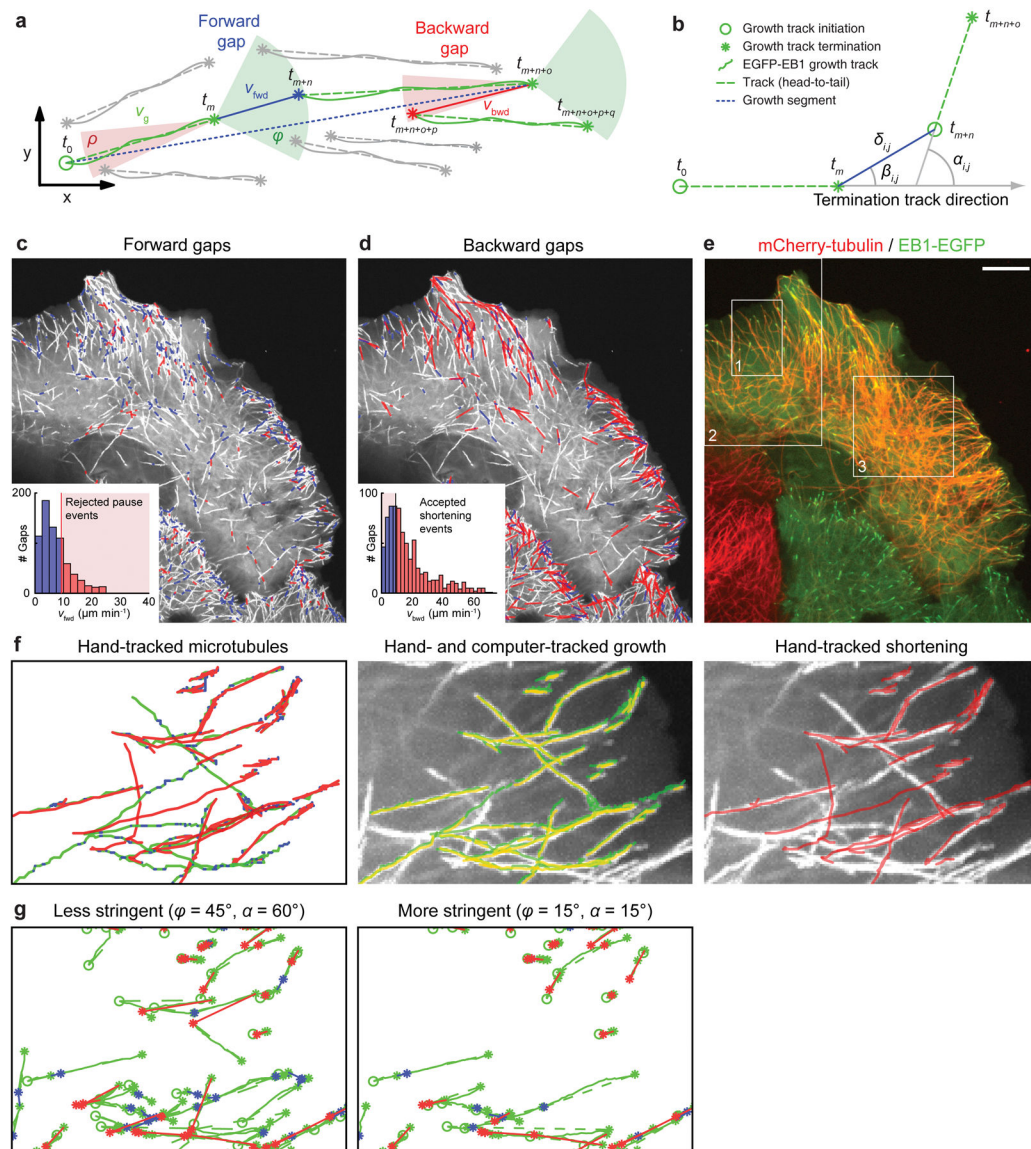 a
Forward
gap
Backward
gap
t0
ρ
vg
tm
vfwd
tm+n
φ
vbwd
tm+n+o
tm+n+o+p
tm+n+o+p+q
y
x
b
Growth track initiation
Growth track termination
EGFP-EB1 growth track
Track (head-to-tail)
Growth segment
tm+n+o
tm+n
δi,j
t0
tm
βi,j
αi,j
Termination track direction
c
Forward gaps
100
# Gaps
0
Rejected pause
events
0 10 20 30 40
vfwd (µm min-1)
d
Backward gaps
100
# Gaps
0
Accepted
shortening
events
0 20 40 60
vbwd (µm min-1)
e
mCherry-tubulin / EB1-EGFP
1
2
3
f
Hand-tracked microtubules
Hand- and computer-tracked growth
Hand-tracked shortening
g
Less stringent (φ = 45°, α = 60°)
More stringent (φ = 15°, α = 15°)